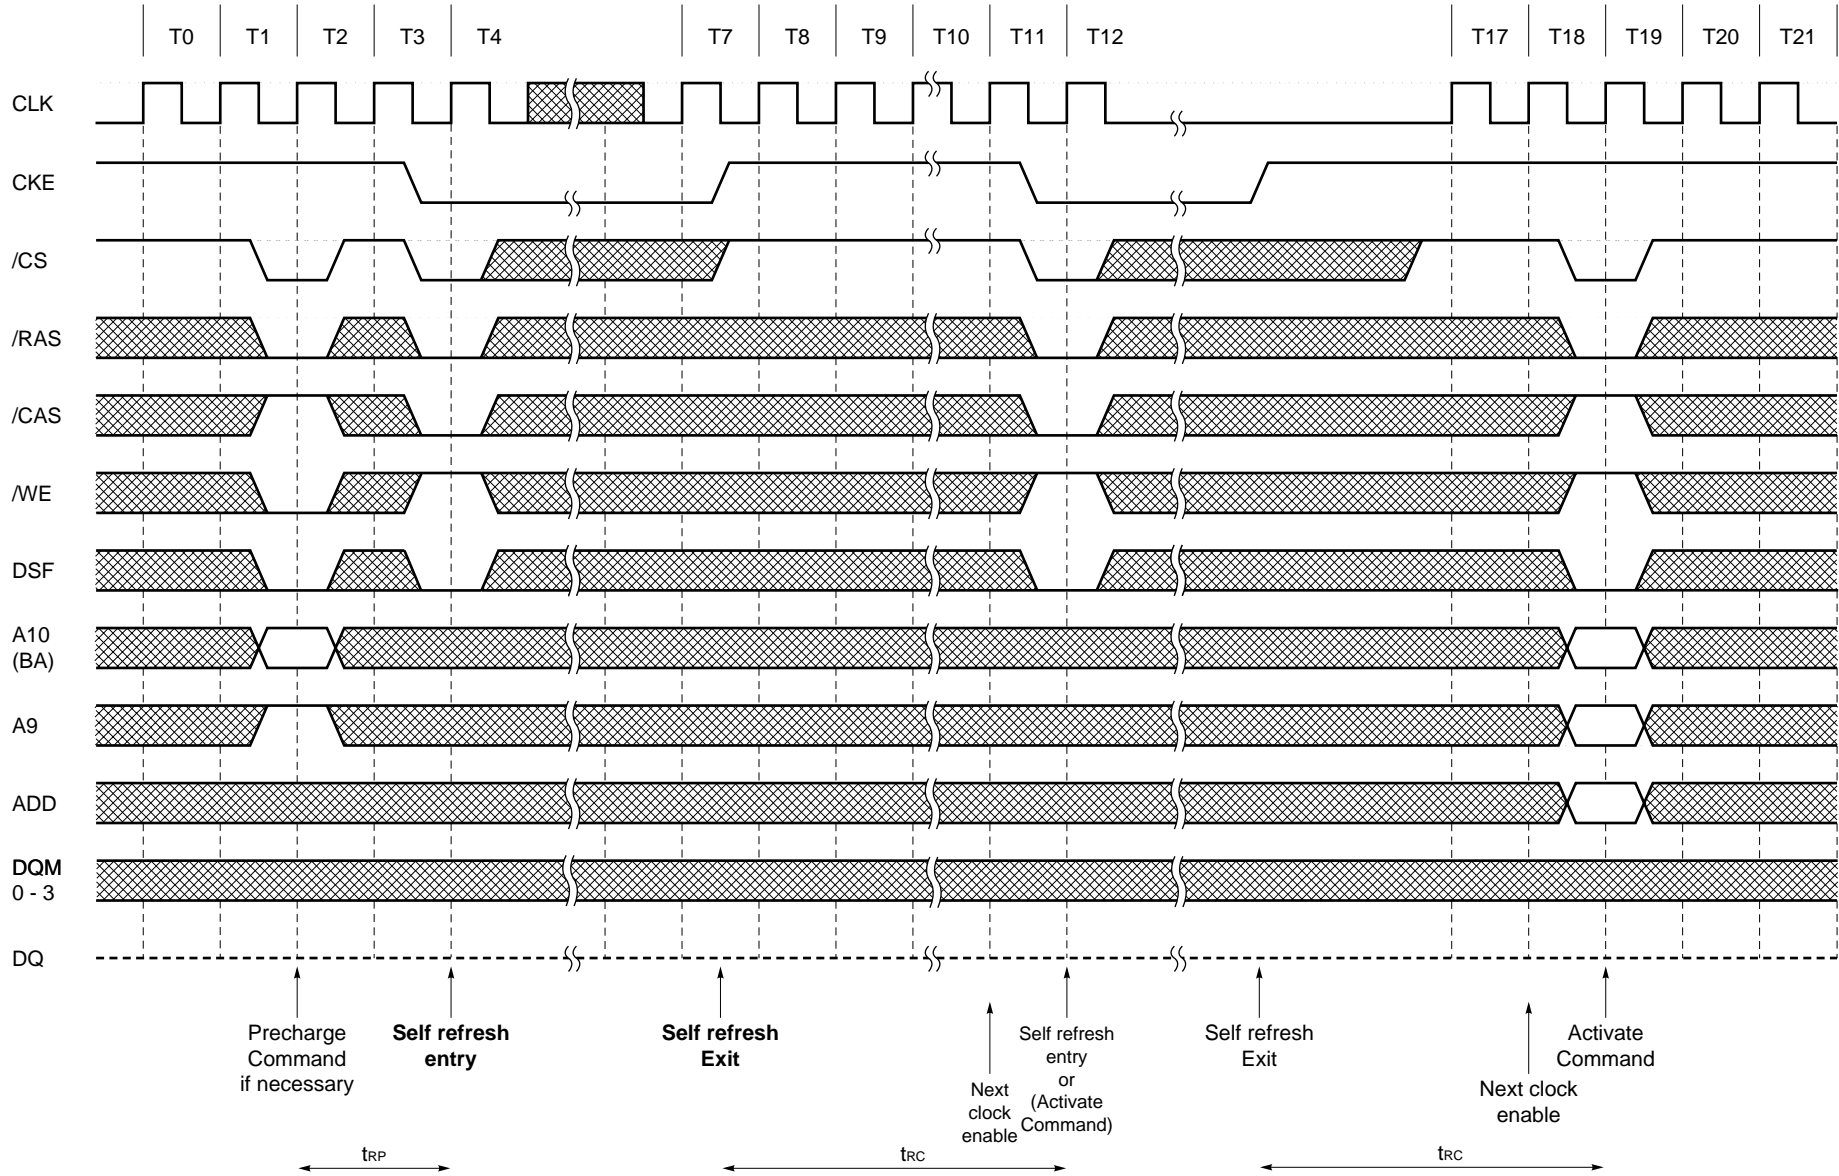 T0 T1 T2 T3 T4 T7 T8 T9 T10 T11 T12 T17 T18 T19 T20 T21
CLK
CKE
/CS
/RAS
/CAS
/WE
DSF
A10
(BA)
A9
ADD
DQM
0 - 3
DQ
Precharge
Command
if necessary
Self refresh
entry
Self refresh
Exit
Next
clock
enable
Self refresh
entry
or
(Activate
Command)
Self refresh
Exit
Next clock
enable
Activate
Command
tRP
tRC
tRC